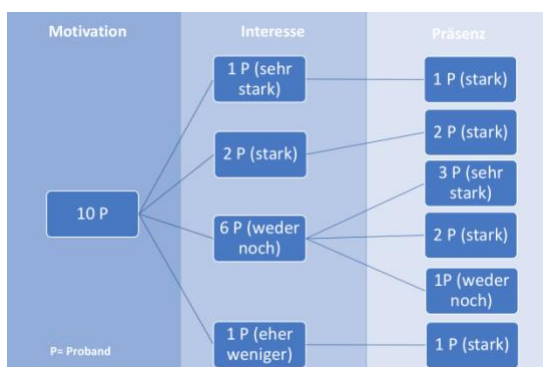 Motivation
Interesse
Präsenz
1 P (sehr
stark)
1 P (stark)
2 P (stark)
2 P (stark)
3 P (sehr
stark)
10 P
6 P (weder
noch)
2 P (stark)
1P (weder
noch)
1 P (eher
weniger)
1 P (stark)
P= Proband